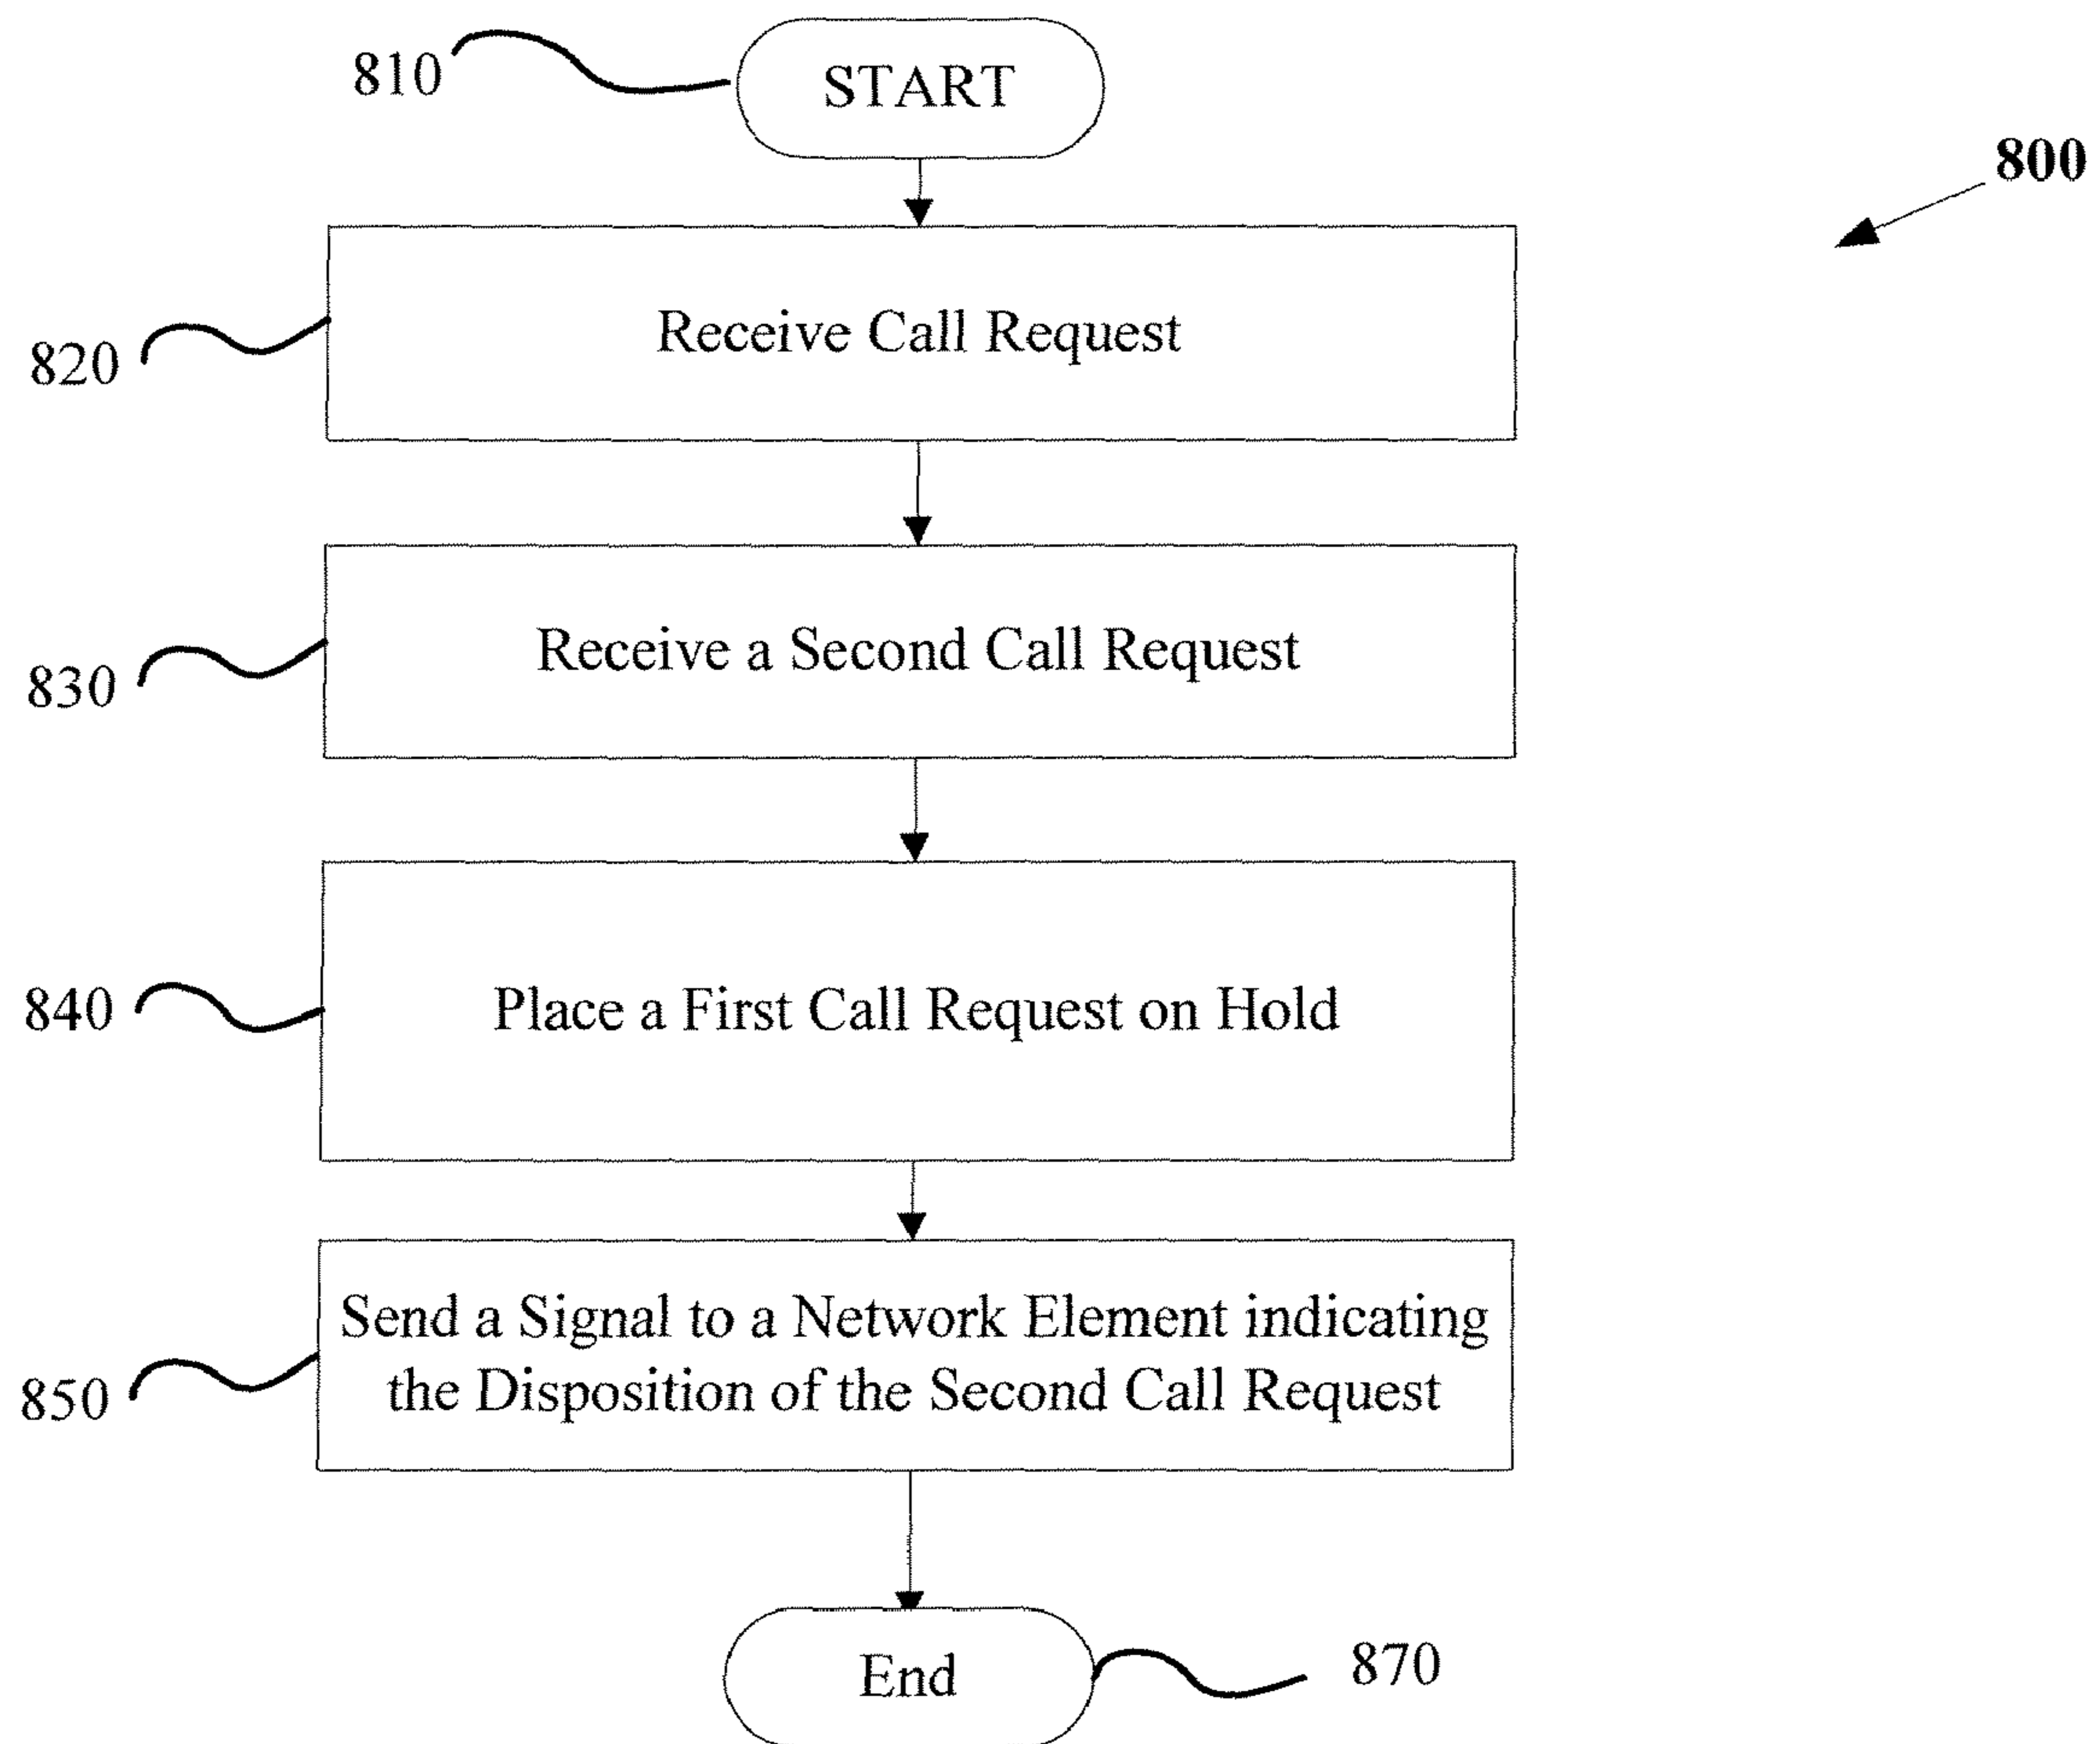 810
START
800
Receive Call Request
820
Receive a Second Call Request
830
Place a First Call Request on Hold
840
Send a Signal to a Network Element indicating
the Disposition of the Second Call Request
850
End
870